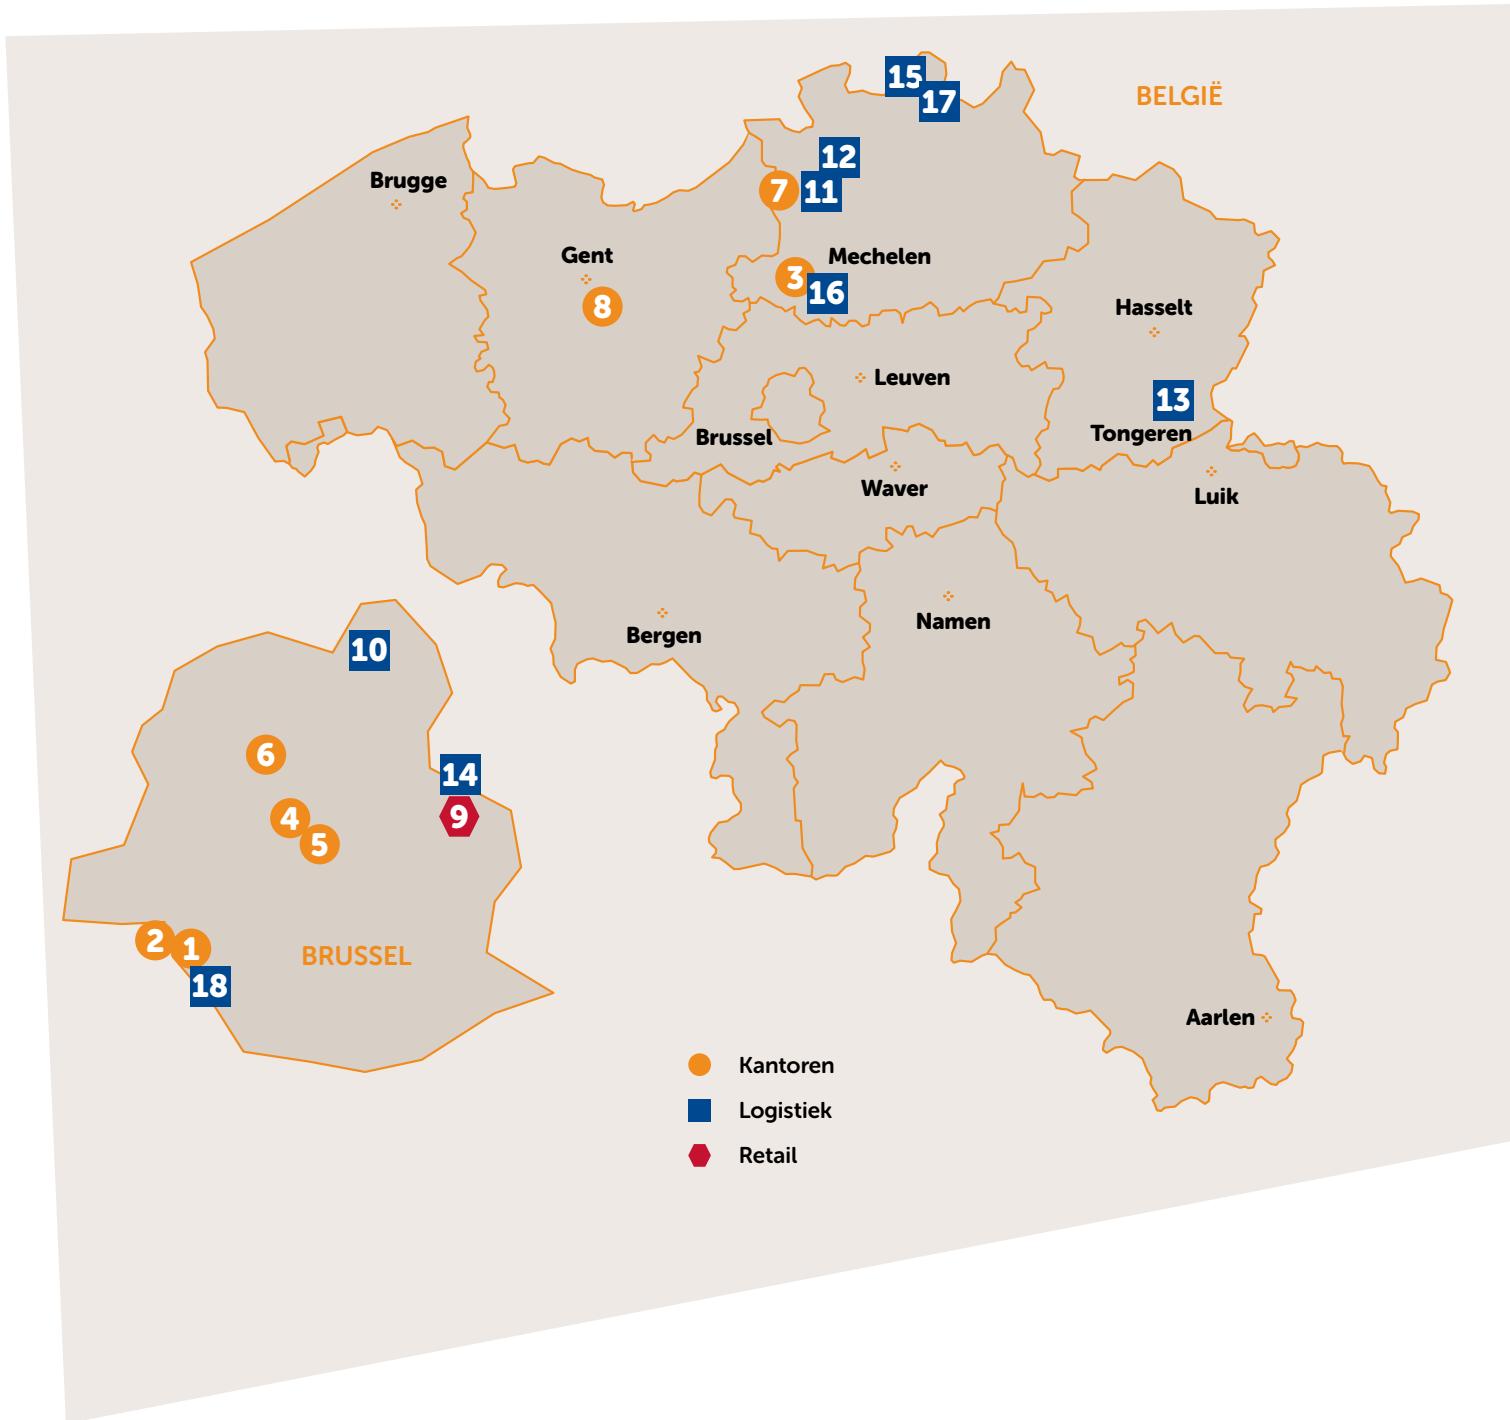 15
BELGIË
17
12
Brugge
7
11
Gent
Mechelen
3
16
8
Hasselt
Leuven
13
Brussel
Tongeren
Waver
Luik
Namen
Bergen
10
6
14
4
9
5
2
1
BRUSSEL
18
Aarlen
Kantoren
Logistiek
Retail